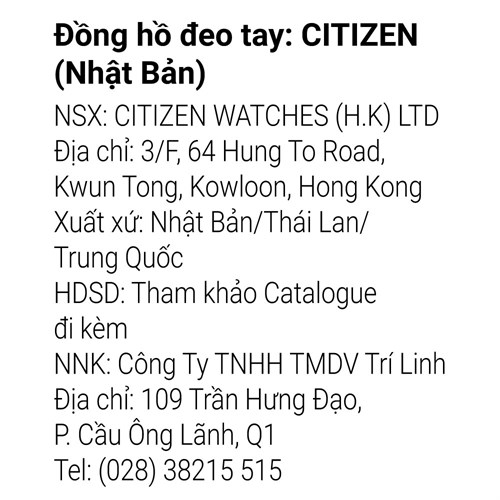 Đồng hồ đeo tay: CITIZEN
(Nhật Bản)
NSX: CITIZEN WATCHES (H.K) LTD
Địa chỉ: 3/F, 64 Hung To Road,
Kwun Tong, Kowloon, Hong Kong
Xuất xứ: Nhật Bản/Thái Lan/
Trung Quốc
HDSD: Tham khảo Catalogue
đi kèm
NNK: Công Ty TNHH TMDV Trí Linh
Địa chỉ: 109 Trần Hưng Đạo,
P. Cầu Ông Lãnh, Q1
Tel: (028) 38215 515